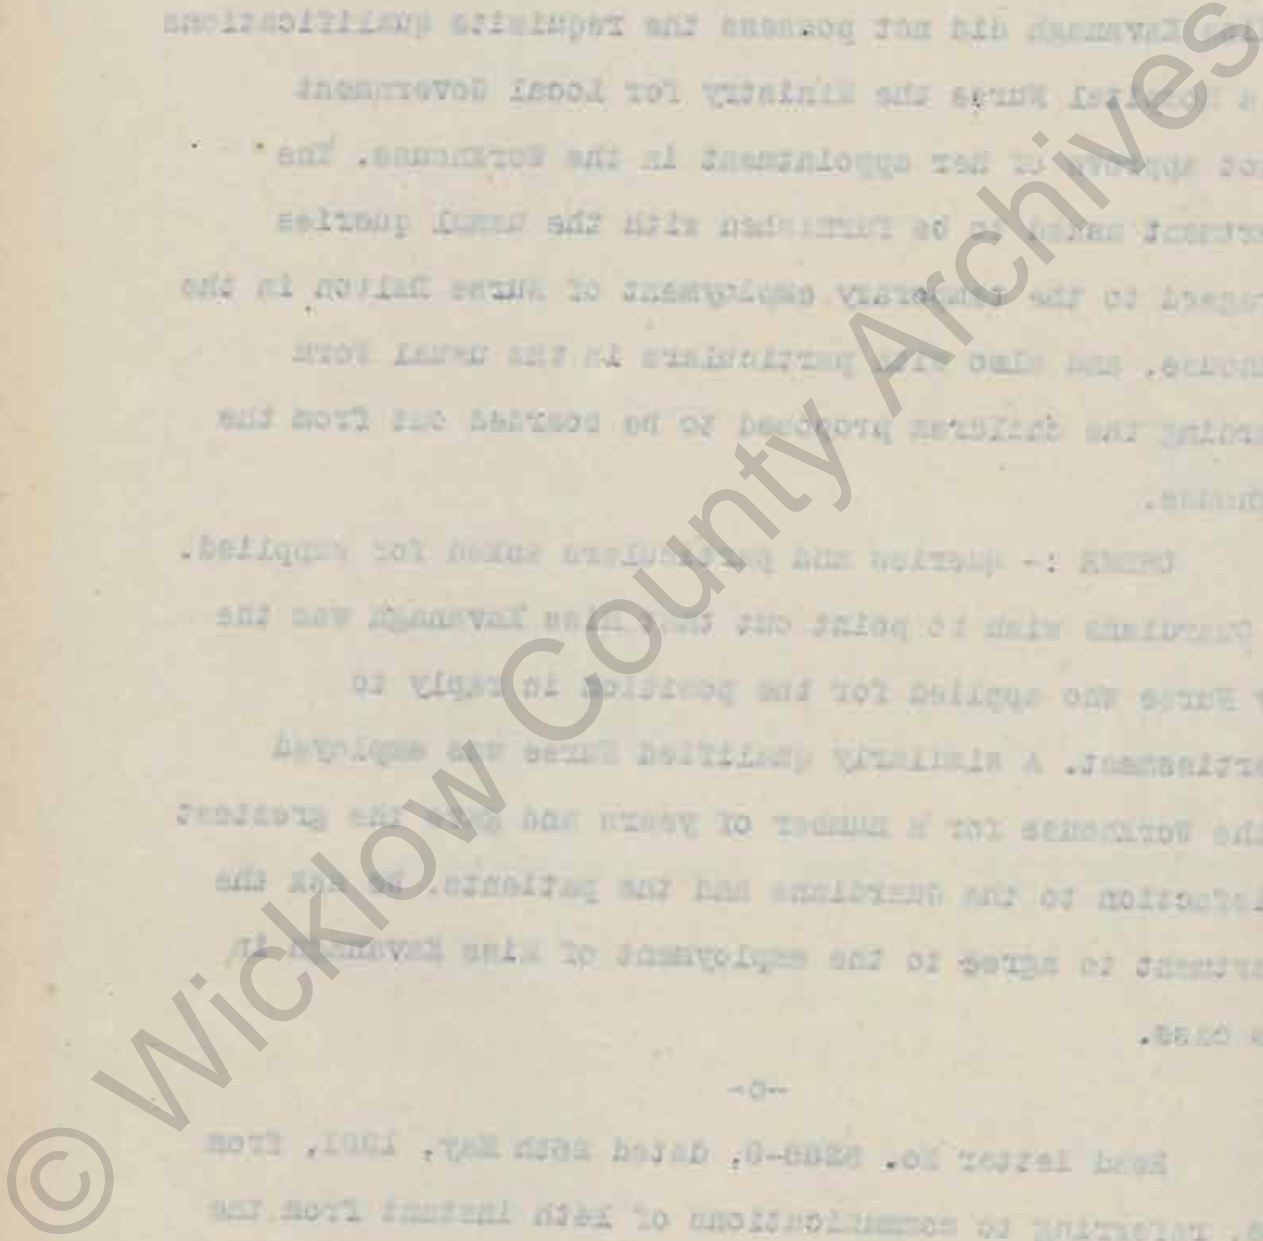 Kavanagh did not possess the requisite qualifications
a Hospital Nurse the Ministry for Local Government
ot approve of her appointment in the Workhouse. The
rtment asked to be furnished with the usual queries
regard to the temporary employment of Nurse Dalton in the
house, and also with particulars in the usual form
rning the children proposed to be boarded out from the
house.
ORDER :- queries and particulars asked for supplied.
Guardians wish to point out that Miss Kavanagh was the
Nurse who applied for the position in reply to
ertisement. A similarly qualified Nurse was employed
the Workhouse for a number of years and gave the greatest
isfaction to the Guardians and the patients. We ask the
rtment to agree to the employment of Miss Kavanagh in
s case.
-o-
Read letter No. dated 26th May, 1921, from
referring to communications of 14th instant from the
© Wicklow County Archives